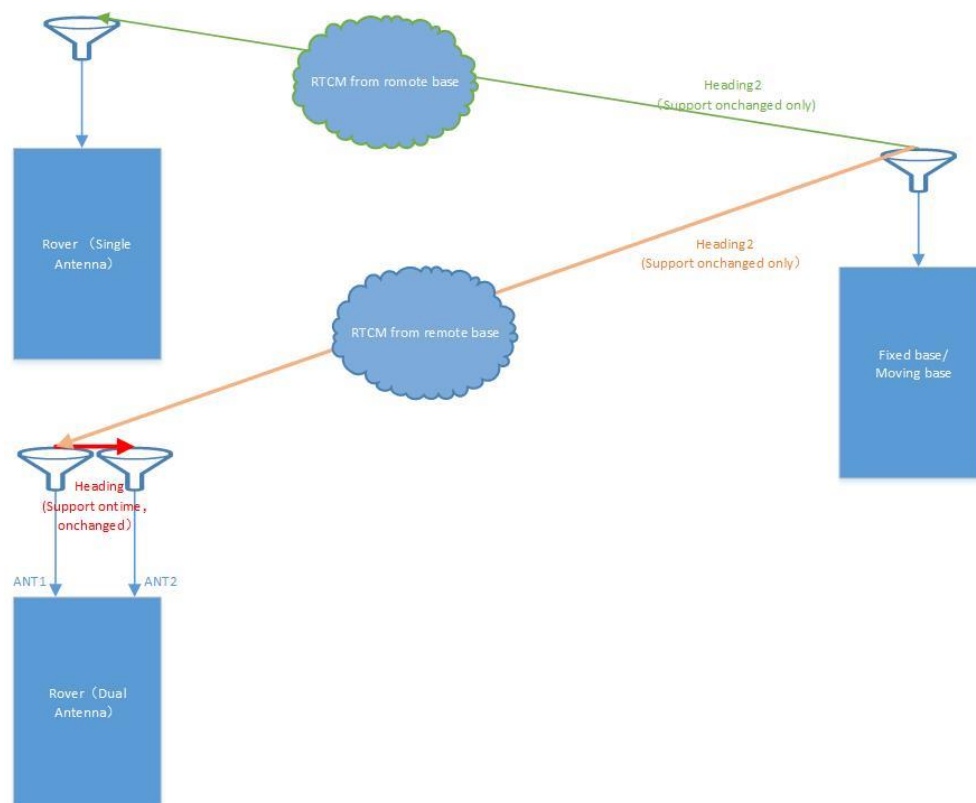 RTCM from romote base
Heading2
（Support onchanged only)
Rover （Single
Antenna）
Heading2
(Support onchanged only）
RTCM from remote base
Fixed base/
Moving base
Heading
(Support ontime，
onchanged）
ANT1
ANT2
Rover（Dual
Antenna）